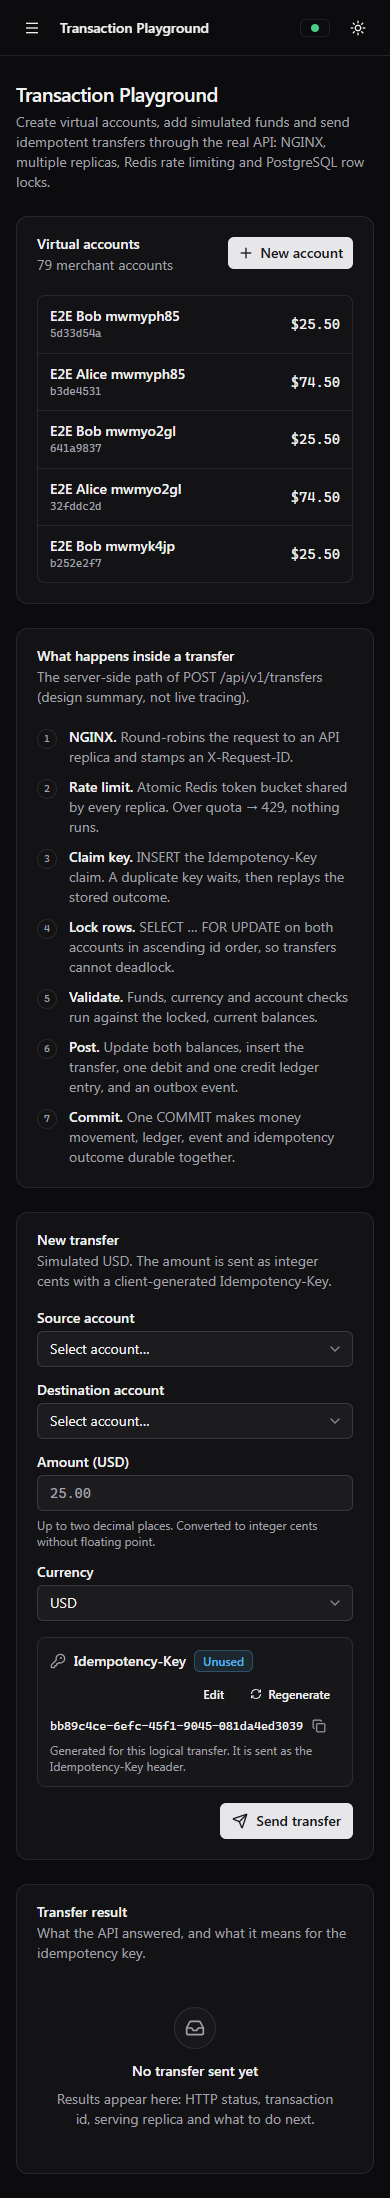 Transaction Playground
Transaction Playground
Create virtual accounts, add simulated funds and send
idempotent transfers through the real API: NGINX,
multiple replicas, Redis rate limiting and PostgreSQL row
locks.
Virtual accounts
79 merchant accounts
New account
E2E Bob mwmyph85
5d33d54a
$25.50
E2E Alice mwmyph85
b3de4531
$74.50
E2E Bob mwmyo2gl
641a9837
$25.50
E2E Alice mwmyo2gl
32fddc2d
$74.50
E2E Bob mwmyk4jp
b252e2f7
$25.50
What happens inside a transfer
The server-side path of POST /api/v1/transfers
(design summary, not live tracing).
1 NGINX. Round-robins the request to an API
replica and stamps an X-Request-ID.
2 Rate limit. Atomic Redis token bucket shared
by every replica. Over quota → 429, nothing
runs.
3 Claim key. INSERT the Idempotency-Key
claim. A duplicate key waits, then replays the
stored outcome.
4 Lock rows. SELECT ... FOR UPDATE on both
accounts in ascending id order, so transfers
cannot deadlock.
5 Validate. Funds, currency and account checks
run against the locked, current balances.
6 Post. Update both balances, insert the
transfer, one debit and one credit ledger
entry, and an outbox event.
7 Commit. One COMMIT makes money
movement, ledger, event and idempotency
outcome durable together.
New transfer
Simulated USD. The amount is sent as integer
cents with a client-generated Idempotency-Key.
Source account
Select account...
Destination account
Select account...
Amount (USD)
25.00
Up to two decimal places. Converted to integer cents
without floating point.
Currency
USD
Idempotency-Key Unused
Edit Regenerate
bb89c4ce-6efc-45f1-9045-081da4ed3039
Generated for this logical transfer. It is sent as the
Idempotency-Key header.
Send transfer
Transfer result
What the API answered, and what it means for the
idempotency key.
No transfer sent yet
Results appear here: HTTP status, transaction
id, serving replica and what to do next.